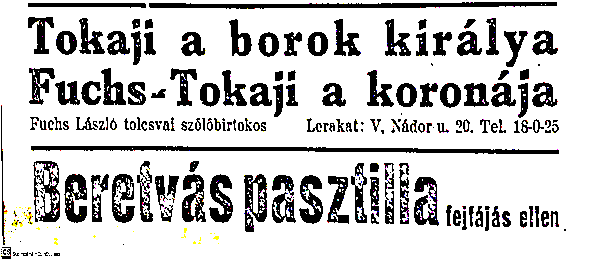 Tokaji a borok királya
Fuchs-Tokaji a koronája
Fuchs László tolcsvai szőlőbirtokos Lerakat: V, Nádor u. 20. Tel. 18-0-25
Beretvás pasztilla fejfájás ellen